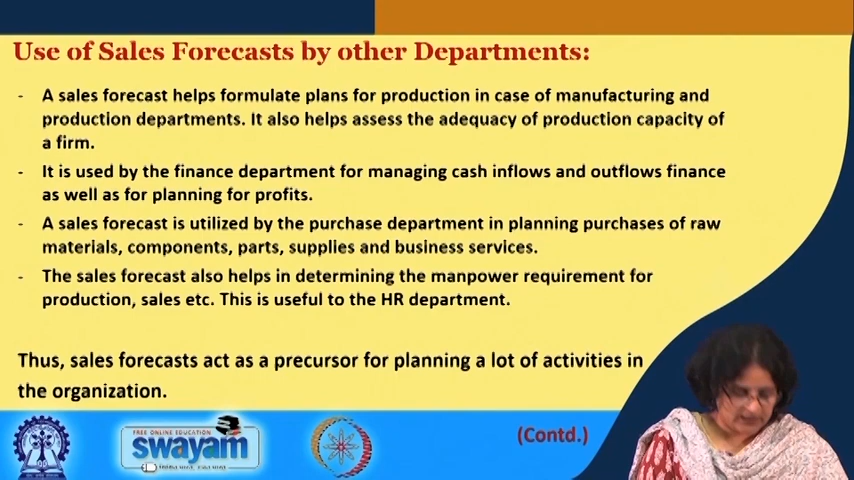 Use of Sales Forecasts by other Departments:
- A sales forecast helps formulate plans for production in case of manufacturing and
production departments. It also helps assess the adequacy of production capacity of
a firm.
- It is used by the finance department for managing cash inflows and outflows finance
as well as for planning for profits.
- A sales forecast is utilized by the purchase department in planning purchases of raw
materials, components, parts, supplies and business services.
- The sales forecast also helps in determining the manpower requirement for
production, sales etc. This is useful to the HR department.
Thus, sales forecasts act as a precursor for planning a lot of activities in
the organization.
FREE ONLINE EDUCATION
swayam
(Contd.)